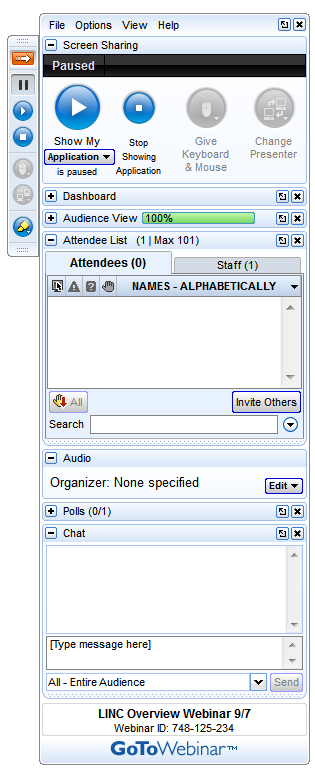 File Options View Help
Screen Sharing
Paused
Show My
Application
is paused
Stop
Showing
Application
Give
Keyboard
& Mouse
Change
Presenter
Dashboard
Audience View 100%
Attendee List (1 | Max 101)
Attendees (0) Staff (1)
NAMES - ALPHABETICALLY
All Invite Others
Search
Audio
Organizer: None specified
Edit
Polls (0/1)
Chat
[Type message here]
All - Entire Audience Send
LINC Overview Webinar 9/7
Webinar ID: 748-125-234
GoToWebinar™